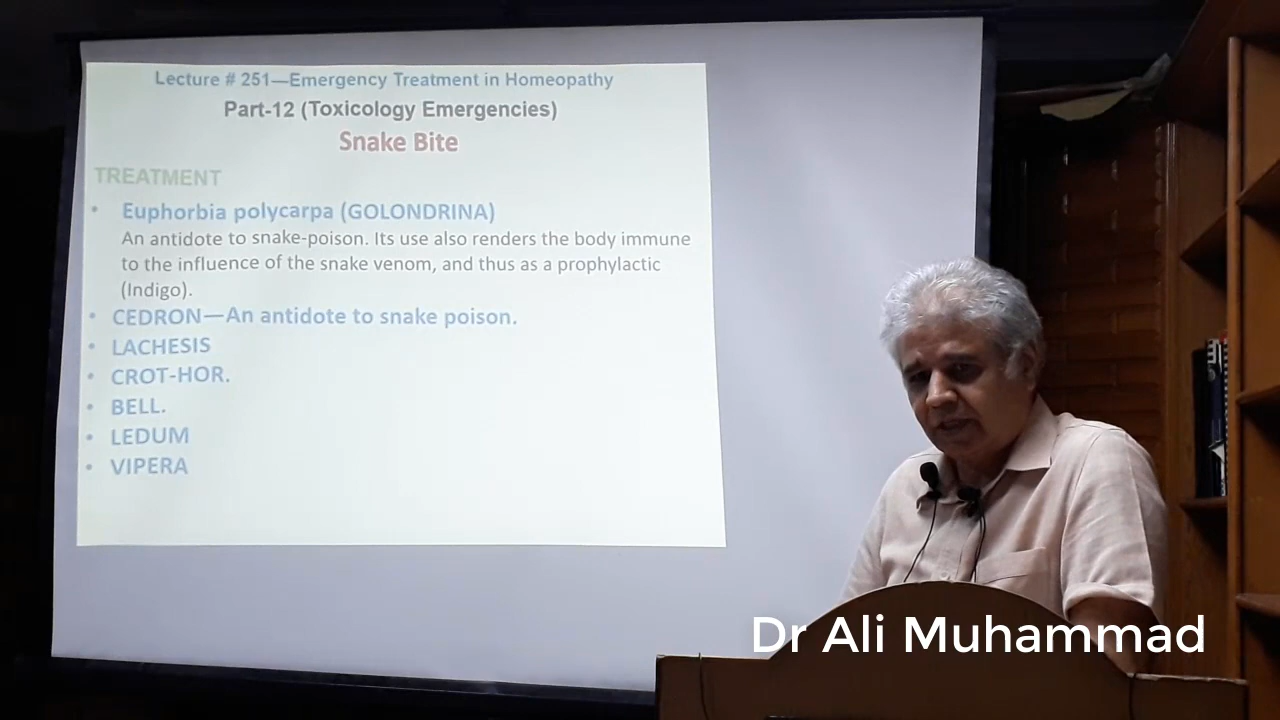 Lecture # 251—Emergency Treatment in Homeopathy
Part-12 (Toxicology Emergencies)
Snake Bite
TREATMENT
• Euphorbia polycarpa (GOLONDRINA)
An antidote to snake-poison. Its use also renders the body immune
to the influence of the snake venom, and thus as a prophylactic
(Indigo).
• CEDRON—An antidote to snake poison.
• LACHESIS
• CROT-HOR.
• BELL.
• LEDUM
• VIPERA
Dr Ali Muhammad